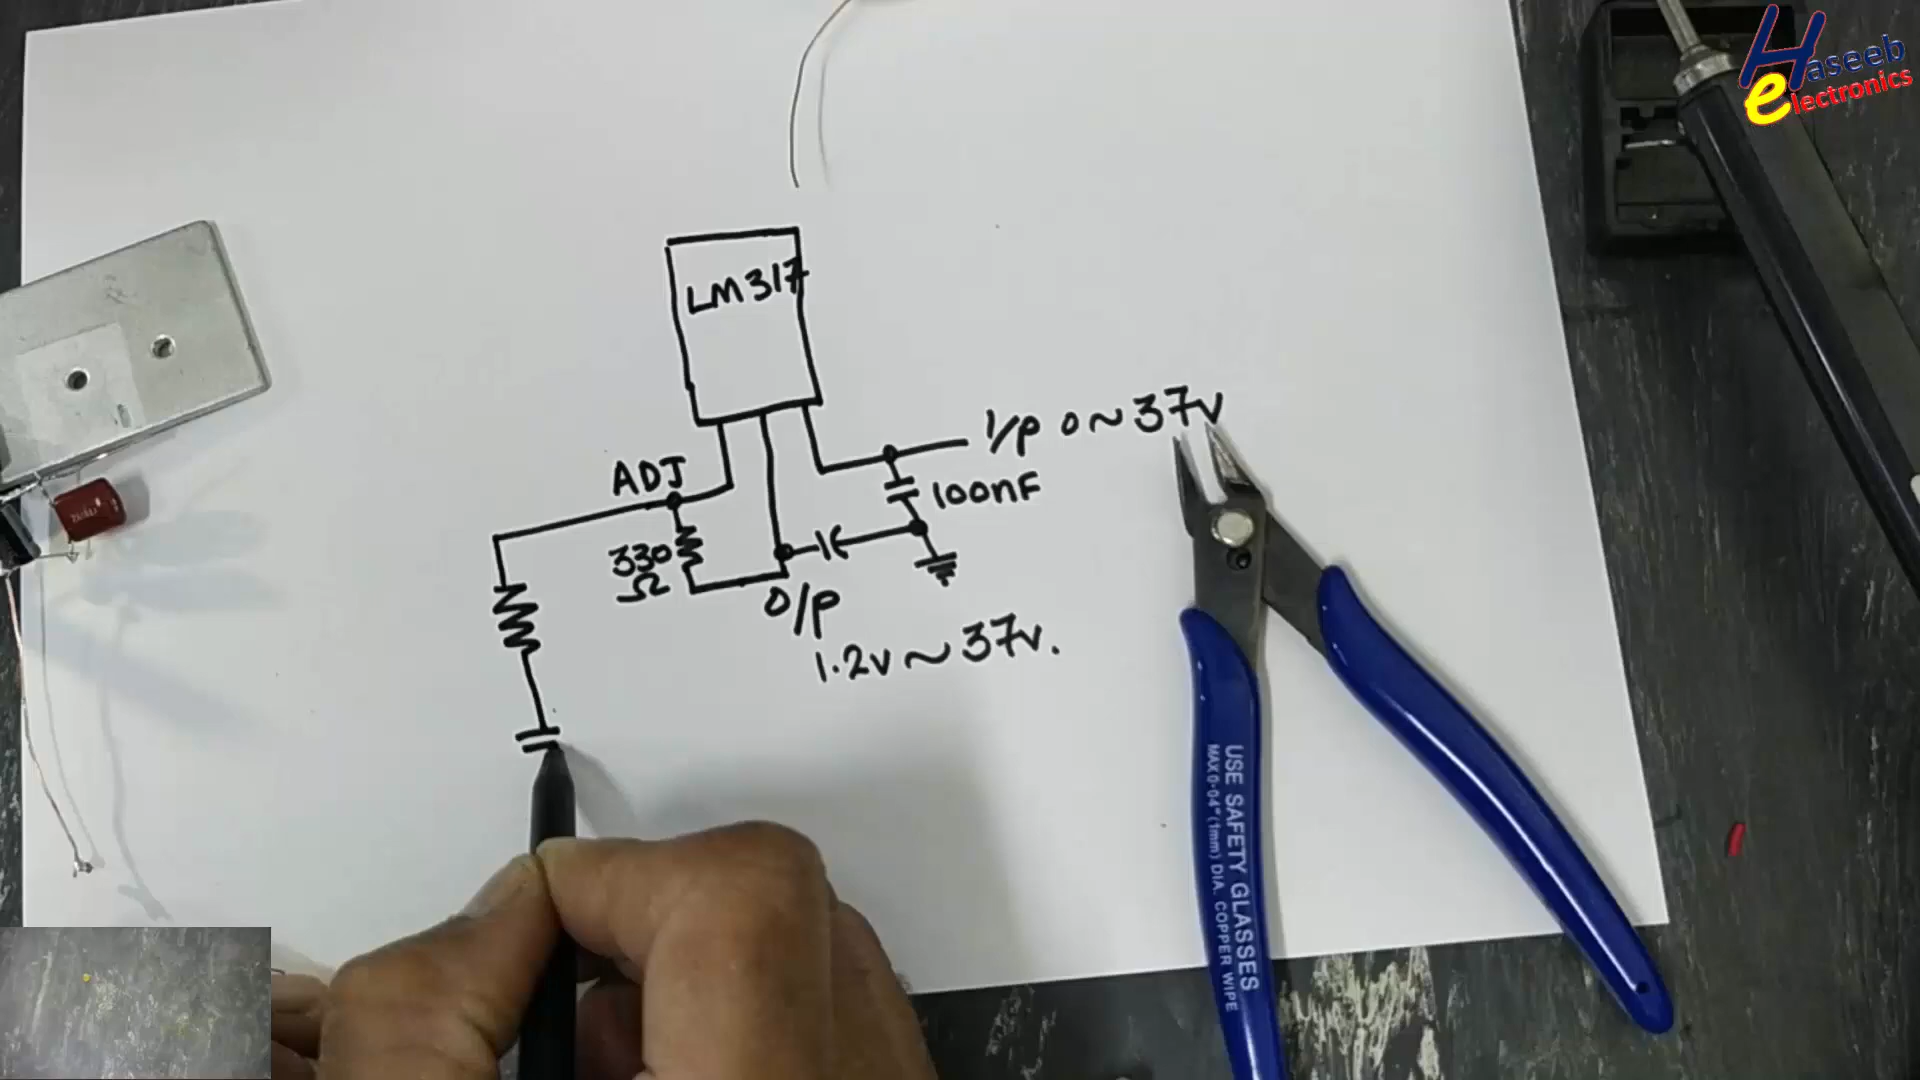 Haseeb
electronics
LM317
I/p 0 ~ 37v
ADJ
100nF
330
Ω
O/p
1.2v ~ 37v.
USE SAFETY GLASSES
MAX 0-04" (1mm) DIA. COPPER WIPE